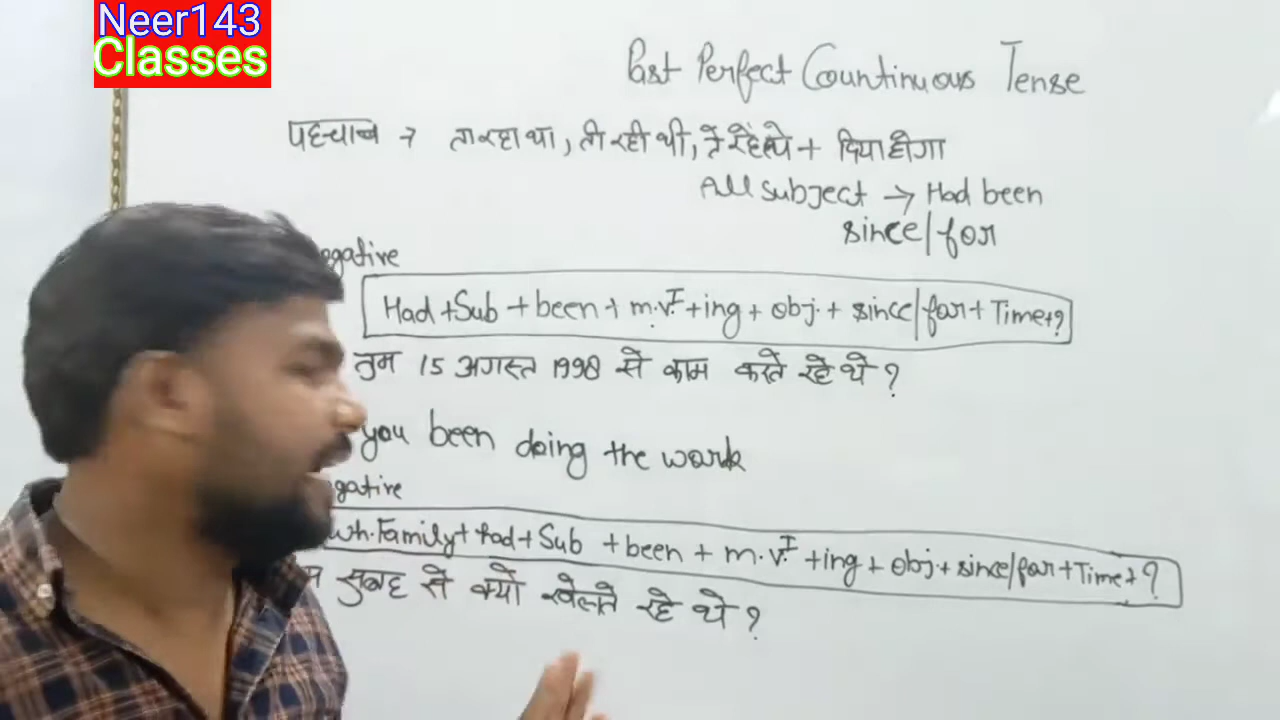 Neer143
Classes
Past Perfect Countinuous Tense
पहचान → ता रहा था, ती रही थी, ते रहे थे + दिया होगा
All subject → Had been
since/for
gative
Had + Sub + been + m.v.I + ing + obj. + since/for + Time + ?
तुम 15 अगस्त 1998 से काम करते रहे थे ?
you been doing the work
gative
Wh.Family + Had + Sub + been + m.v.I + ing + obj + since/for + Time + ?
सुबह से क्यों खेलते रहे थे ?